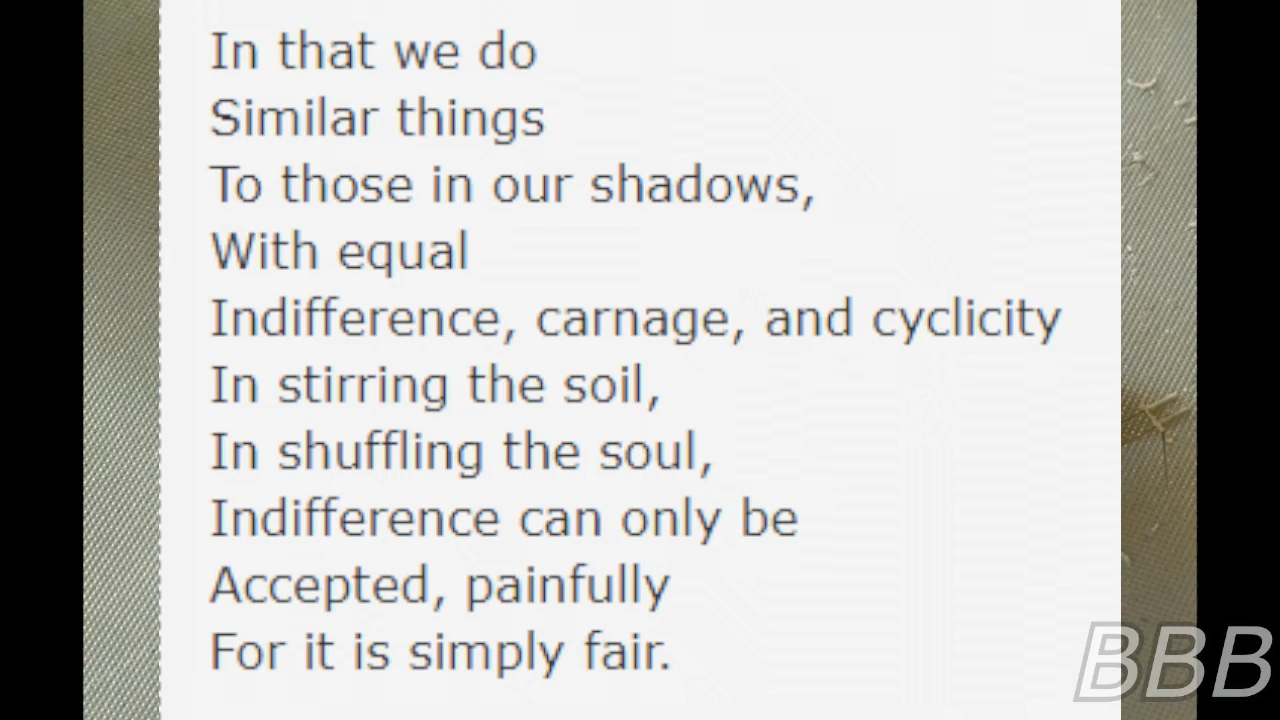 In that we do
Similar things
To those in our shadows,
With equal
Indifference, carnage, and cyclicity
In stirring the soil,
In shuffling the soul,
Indifference can only be
Accepted, painfully
For it is simply fair.
BBB